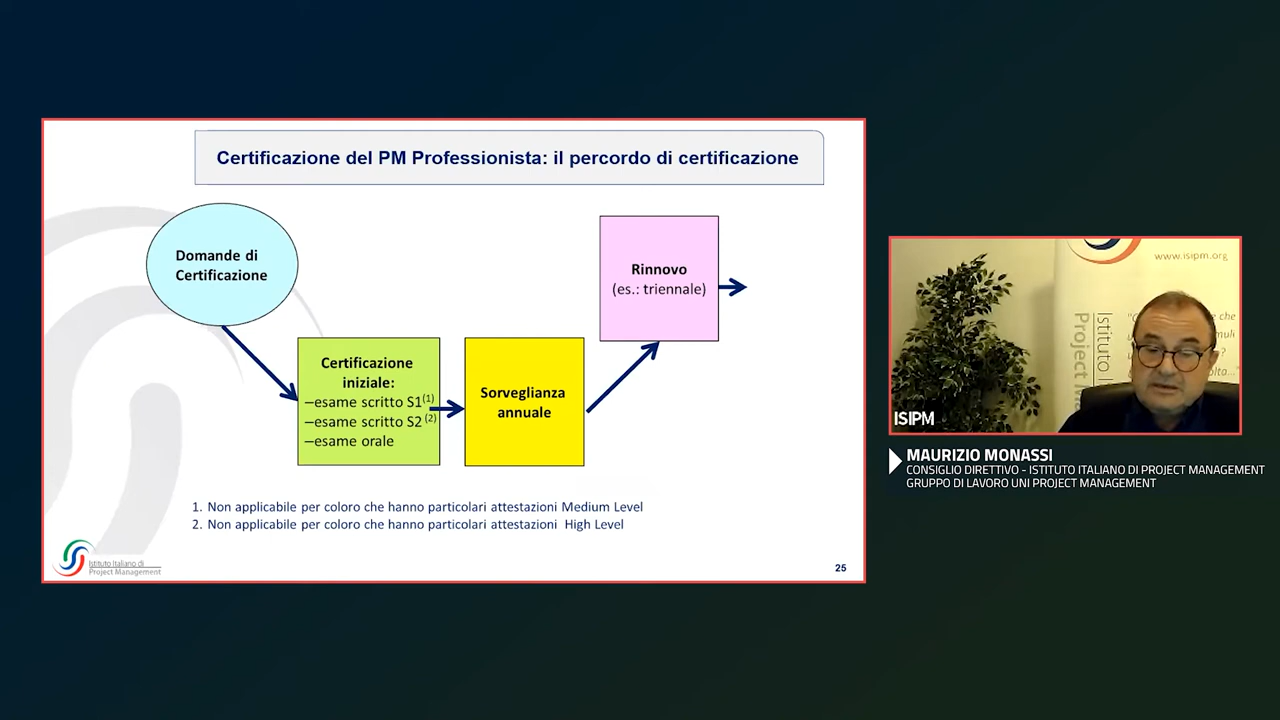 Certificazione del PM Professionista: il percordo di certificazione
Domande di
Certificazione
Rinnovo
(es.: triennale)
Certificazione
iniziale:
–esame scritto S1(1)
–esame scritto S2 (2)
–esame orale
Sorveglianza
annuale
1. Non applicabile per coloro che hanno particolari attestazioni Medium Level
2. Non applicabile per coloro che hanno particolari attestazioni High Level
Istituto Italiano di
Project Management
25
www.isipm.org
che
Project M
ISIPM
MAURIZIO MONASSI
CONSIGLIO DIRETTIVO - ISTITUTO ITALIANO DI PROJECT MANAGEMENT
GRUPPO DI LAVORO UNI PROJECT MANAGEMENT